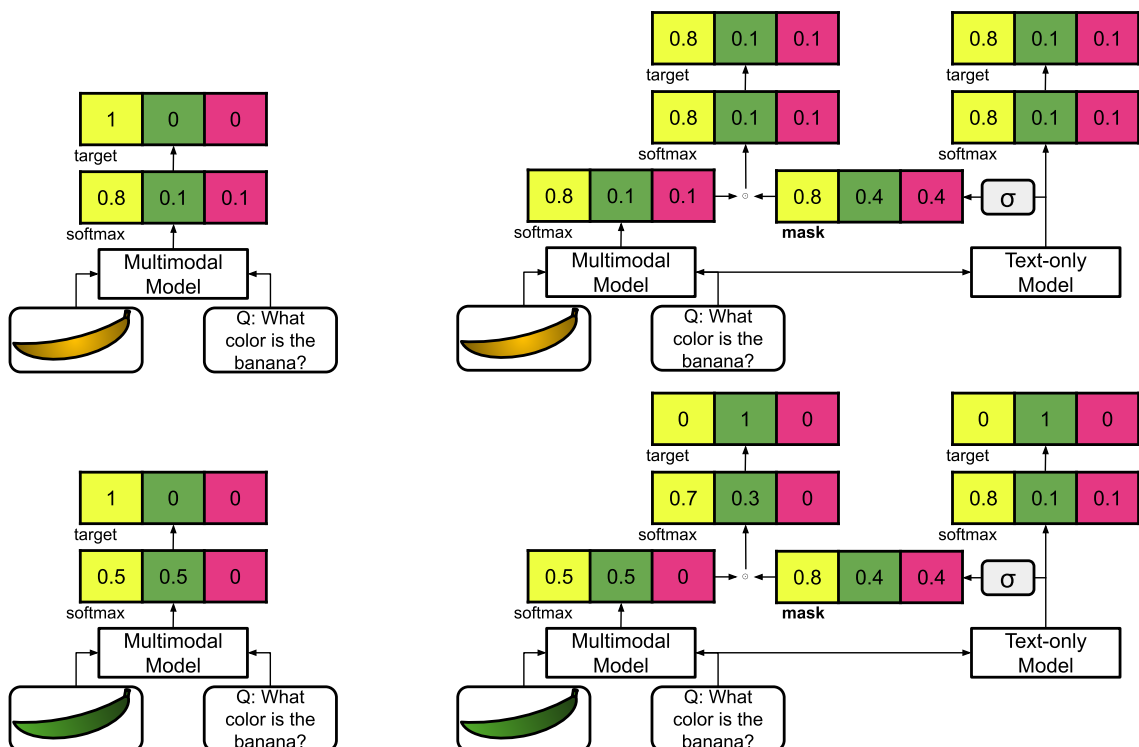 0.8 0.1 0.1
target
0.8 0.1 0.1
target
1 0 0
target
0.8 0.1 0.1
softmax
0.8 0.1 0.1
softmax
0.8 0.1 0.1
softmax
0.8 0.1 0.1
softmax
0.8 0.4 0.4
mask
σ
Multimodal
Model
Multimodal
Model
Text-only
Model
Q: What
color is the
banana?
Q: What
color is the
banana?
0 1 0
target
0 1 0
target
1 0 0
target
0.7 0.3 0
softmax
0.8 0.1 0.1
softmax
0.5 0.5 0
softmax
0.5 0.5 0
softmax
0.8 0.4 0.4
mask
σ
Multimodal
Model
Multimodal
Model
Text-only
Model
Q: What
color is the
banana?
Q: What
color is the
banana?